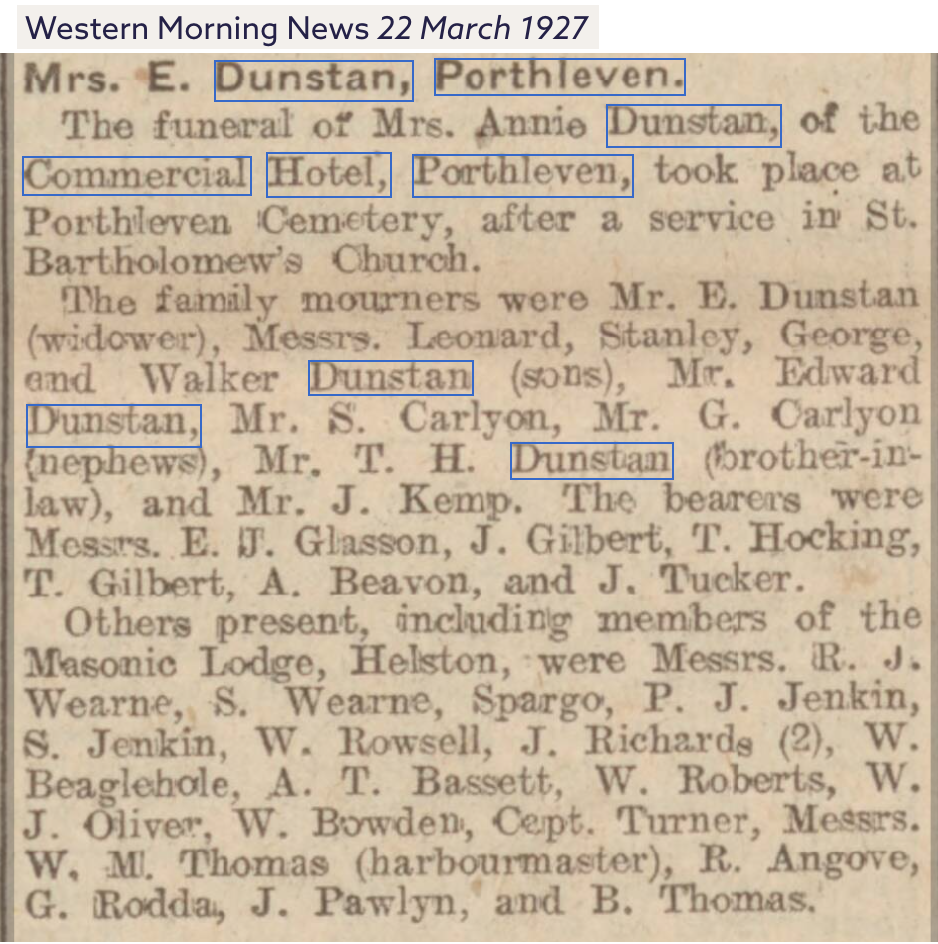 Western Morning News 22 March 1927
Mrs. E. Dunstan, Porthleven.
The funeral of Mrs. Annie Dunstan, of the
Commercial Hotel, Porthleven, took place at
Porthleven Cemetery, after a service in St.
Bartholomew's Church.
The family mourners were Mr. E. Dunstan
(widower), Messrs. Leonard, Stanley, George,
and Walker Dunstan (sons), Mr. Edward
Dunstan, Mr. S. Carlyon, Mr. G. Carlyon
(nephews), Mr. T. H. Dunstan (brother-in-
law), and Mr. J. Kemp. The bearers were
Messrs. E. J. Glasson, J. Gilbert, T. Hocking,
T. Gilbert, A. Beavon, and J. Tucker.
Others present, including members of the
Masonic Lodge, Helston, were Messrs. R. J.
Wearne, S. Wearne, Spargo, P. J. Jenkin,
S. Jenkin, W. Rowsell, J. Richards (2), W.
Beaglehole, A. T. Bassett, W. Roberts, W.
J. Oliver, W. Bowden, Capt. Turner, Messrs.
W. M. Thomas (harbourmaster), R. Angove,
G. Rodda, J. Pawlyn, and B. Thomas.